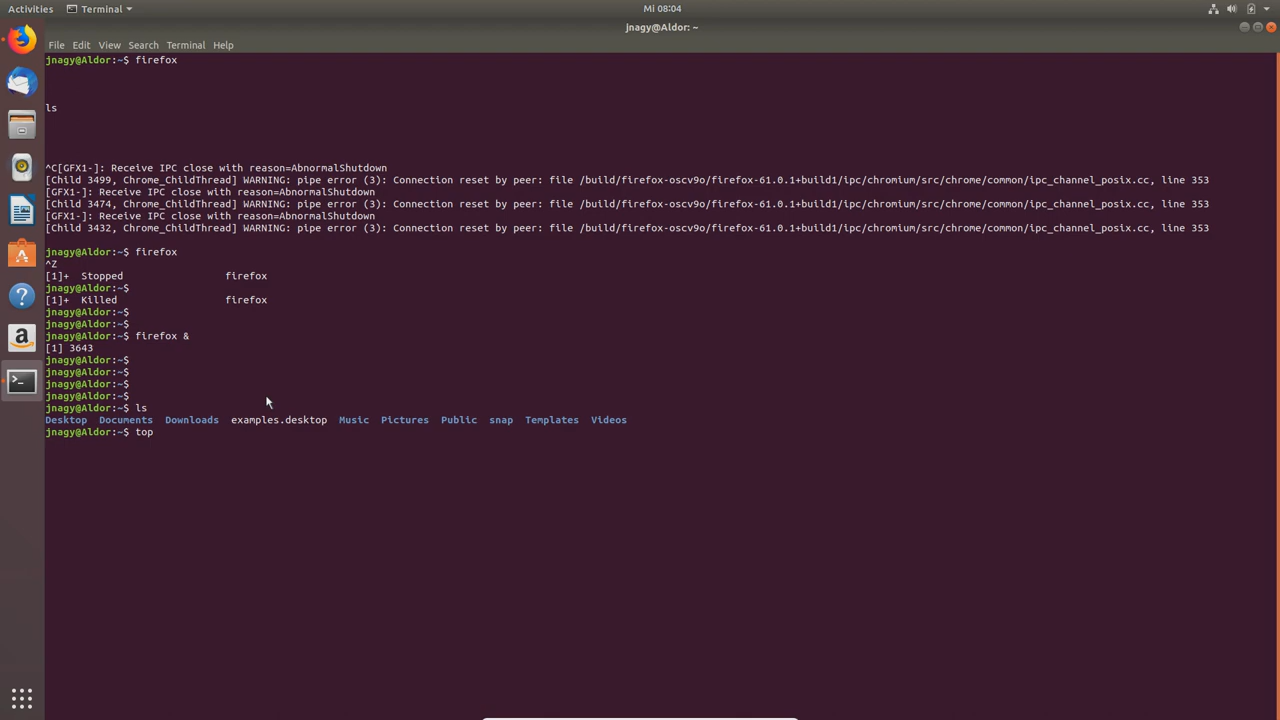 Activities Terminal Mi 08:04
jnagy@Aldor: ~
File Edit View Search Terminal Help
jnagy@Aldor:~$ firefox
ls
^C[GFX1-]: Receive IPC close with reason=AbnormalShutdown
[Child 3499, Chrome_ChildThread] WARNING: pipe error (3): Connection reset by peer: file /build/firefox-oscv9o/firefox-61.0.1+build1/ipc/chromium/src/chrome/common/ipc_channel_posix.cc, line 353
[GFX1-]: Receive IPC close with reason=AbnormalShutdown
[Child 3474, Chrome_ChildThread] WARNING: pipe error (3): Connection reset by peer: file /build/firefox-oscv9o/firefox-61.0.1+build1/ipc/chromium/src/chrome/common/ipc_channel_posix.cc, line 353
[GFX1-]: Receive IPC close with reason=AbnormalShutdown
[Child 3432, Chrome_ChildThread] WARNING: pipe error (3): Connection reset by peer: file /build/firefox-oscv9o/firefox-61.0.1+build1/ipc/chromium/src/chrome/common/ipc_channel_posix.cc, line 353
jnagy@Aldor:~$ firefox
^Z
[1]+  Stopped                 firefox
jnagy@Aldor:~$
[1]+  Killed                  firefox
jnagy@Aldor:~$
jnagy@Aldor:~$
jnagy@Aldor:~$ firefox &
[1] 3643
jnagy@Aldor:~$
jnagy@Aldor:~$
jnagy@Aldor:~$
jnagy@Aldor:~$
jnagy@Aldor:~$ ls
Desktop  Documents  Downloads  examples.desktop  Music  Pictures  Public  snap  Templates  Videos
jnagy@Aldor:~$ top